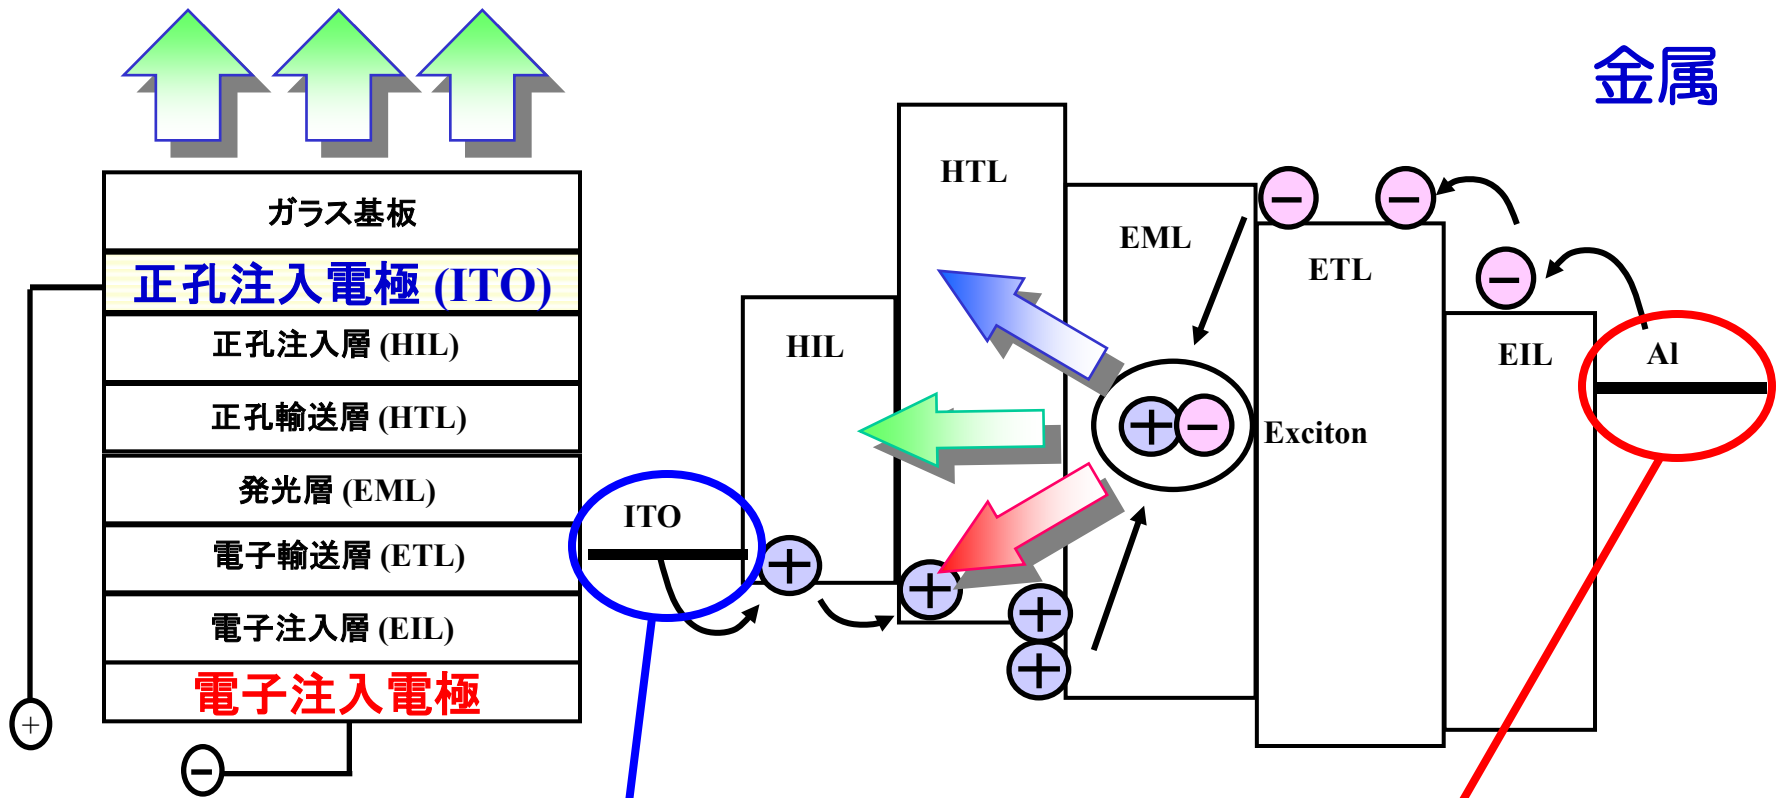 金属
ガラス基板
正孔注入電極 (ITO)
正孔注入層 (HIL)
正孔輸送層 (HTL)
発光層 (EML)
電子輸送層 (ETL)
電子注入層 (EIL)
電子注入電極
+
−
ITO
HIL
HTL
EML
ETL
EIL
Al
Exciton
+
+
+
+
+
−
−
−
−